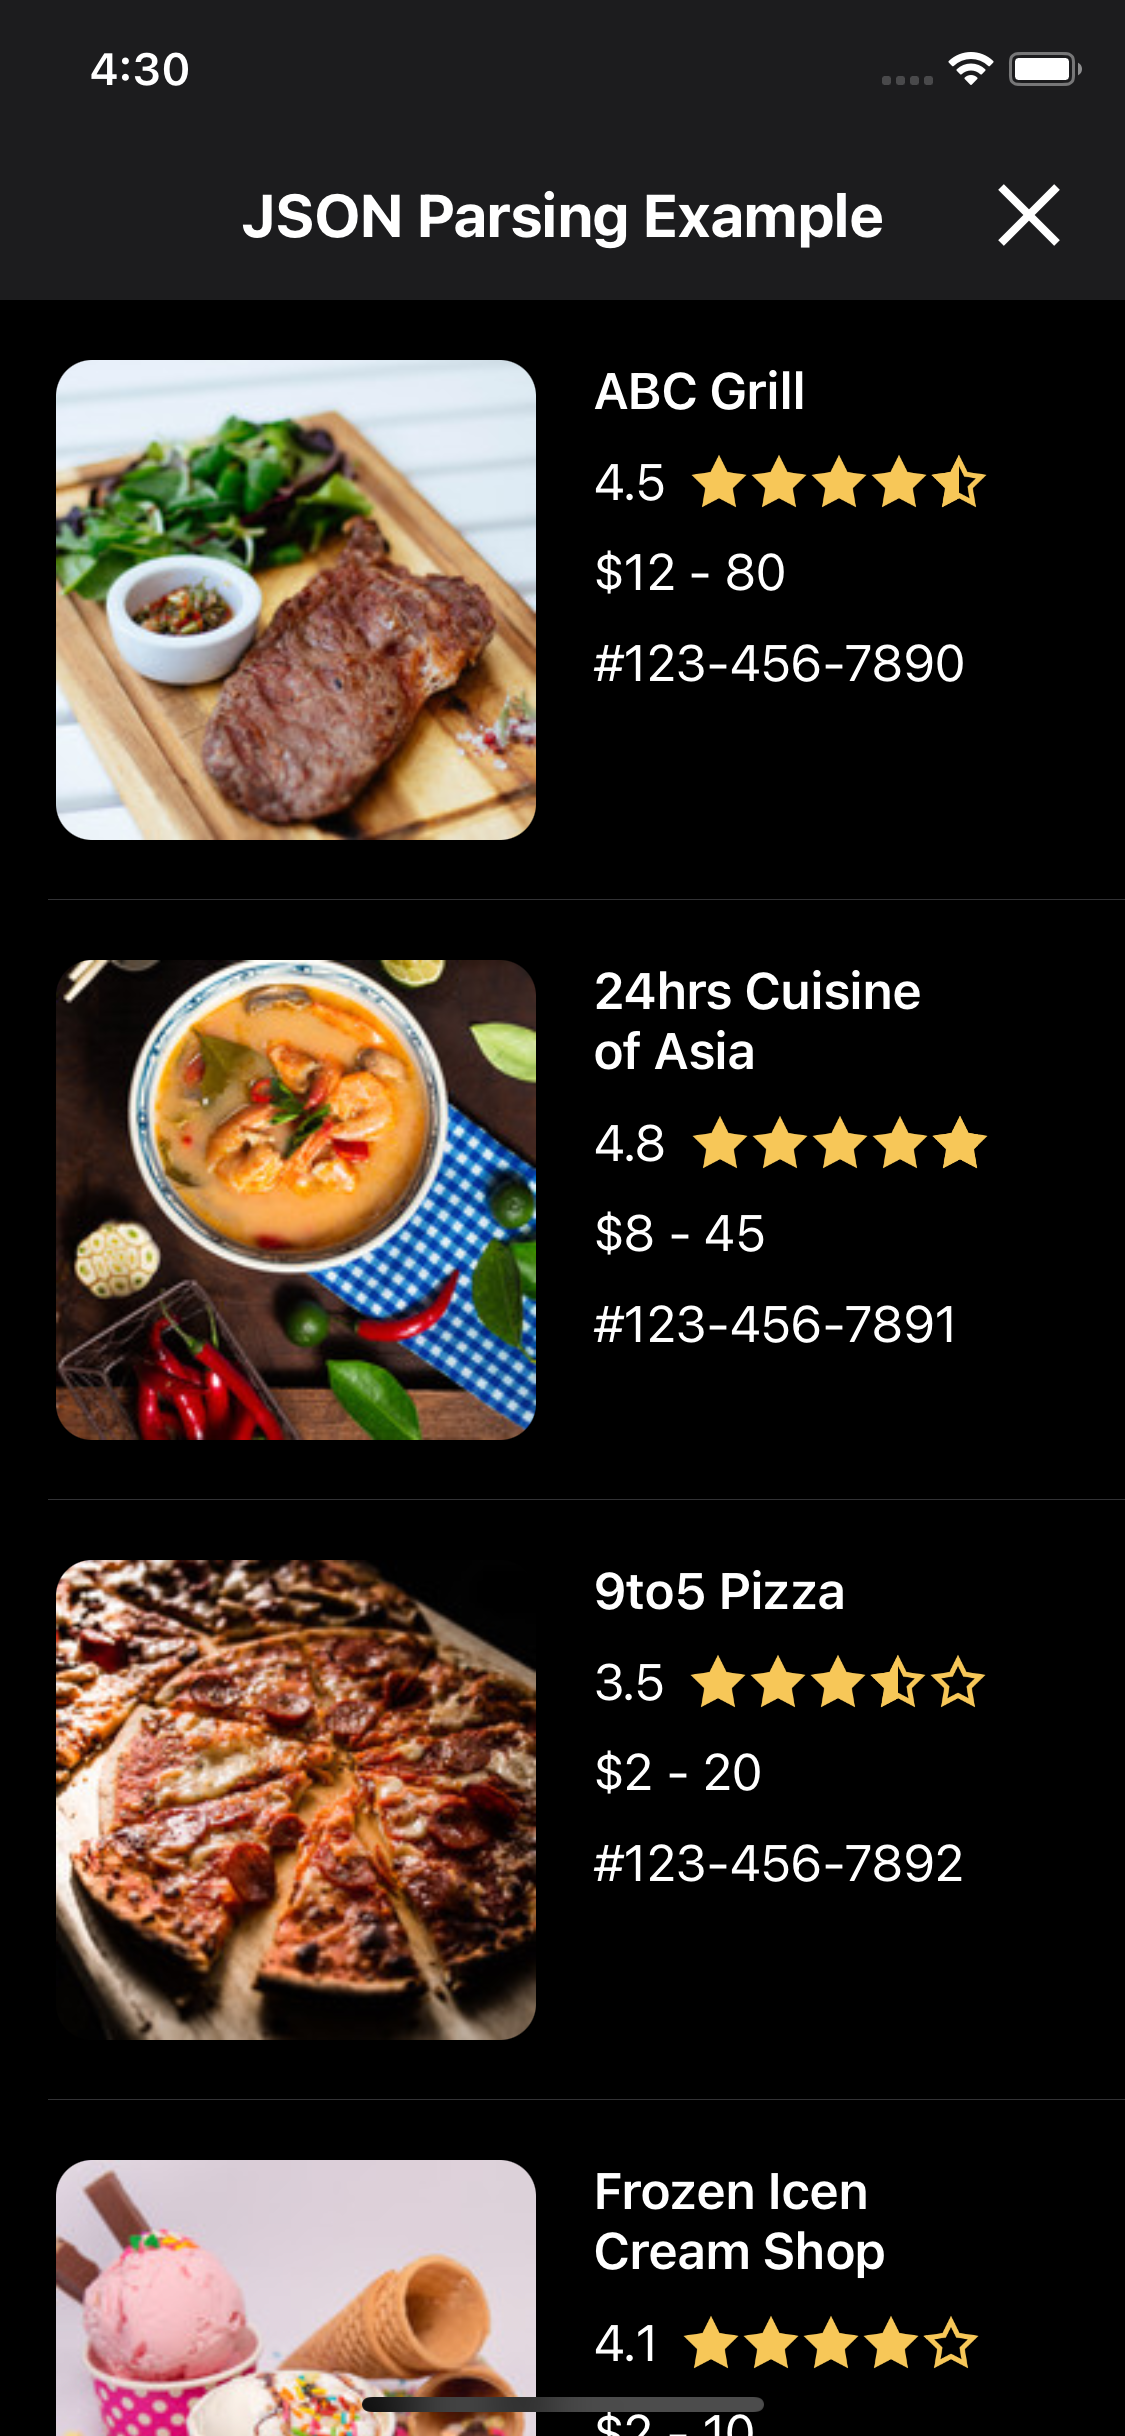 4:30
JSON Parsing Example
ABC Grill
4.5
$12 - 80
#123-456-7890
24hrs Cuisine
of Asia
4.8
$8 - 45
#123-456-7891
9to5 Pizza
3.5
$2 - 20
#123-456-7892
Frozen Icen
Cream Shop
4.1
$2 - 10